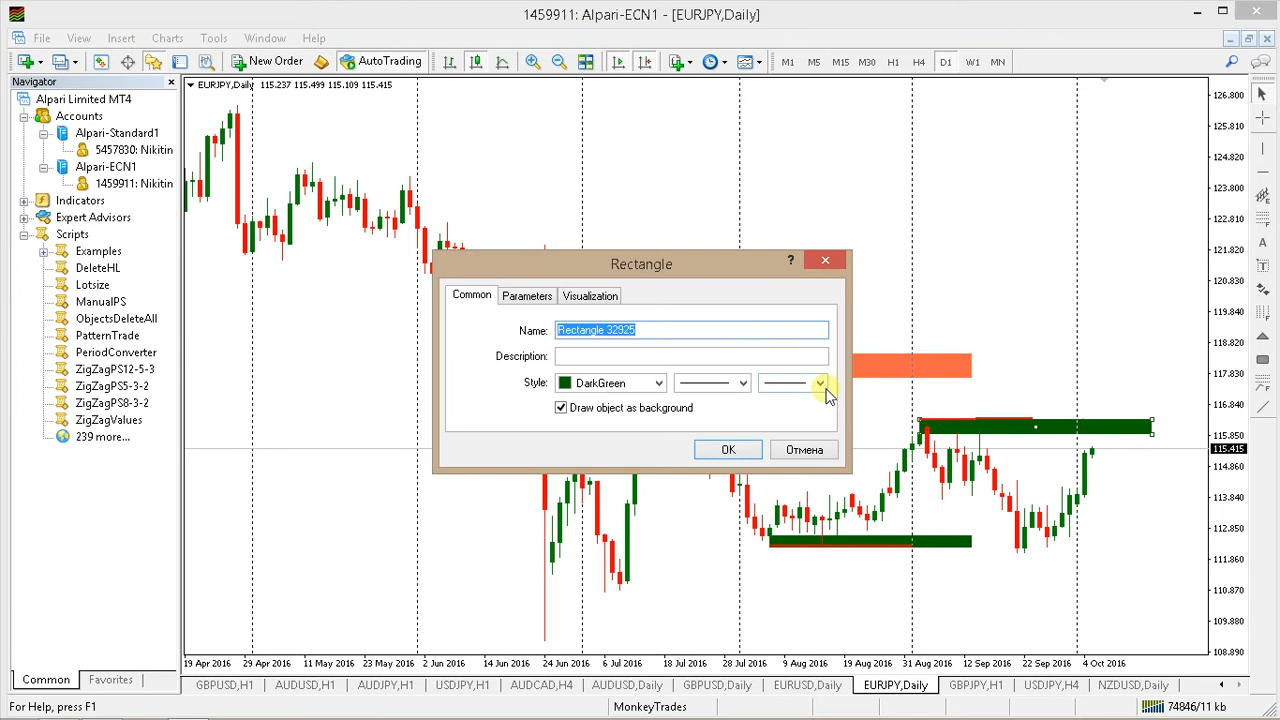 1459911: Alpari-ECN1 - [EURJPY,Daily]
File View Insert Charts Tools Window Help
New Order AutoTrading M1 M5 M15 M30 H1 H4 D1 W1 MN
Navigator
Alpari Limited MT4
Accounts
Alpari-Standard1
5457830: Nikitin
Alpari-ECN1
1459911: Nikitin
Indicators
Expert Advisors
Scripts
Examples
DeleteHL
Lotsize
ManualPS
ObjectsDeleteAll
PatternTrade
PeriodConverter
ZigZagPS12-5-3
ZigZagPS5-3-2
ZigZagPS8-3-2
ZigZagValues
239 more...
Common Favorites
EURJPY,Daily 115.237 115.499 115.109 115.415
Rectangle ?
Common Parameters Visualization
Name: Rectangle 32925
Description:
Style: DarkGreen
Draw object as background
OK Отмена
126.800
125.810
124.820
123.800
122.810
121.820
120.830
119.840
118.850
117.830
116.840
115.850
115.415
114.860
113.840
112.850
111.860
110.870
109.880
108.890
19 Apr 2016 29 Apr 2016 11 May 2016 23 May 2016 2 Jun 2016 14 Jun 2016 24 Jun 2016 Jul 2016 18 Jul 2016 28 Jul 2016 9 Aug 2016 19 Aug 2016 31 Aug 2016 12 Sep 2016 22 Sep 2016 4 Oct 2016
GBPUSD,H1 AUDUSD,H1 AUDJPY,H1 USDJPY,H1 AUDCAD,H4 AUDUSD,Daily GBPUSD,Daily EURUSD,Daily EURJPY,Daily GBPJPY,H1 USDJPY,H4 NZDUSD,Daily
For Help, press F1 MonkeyTrades 74846/11 kb